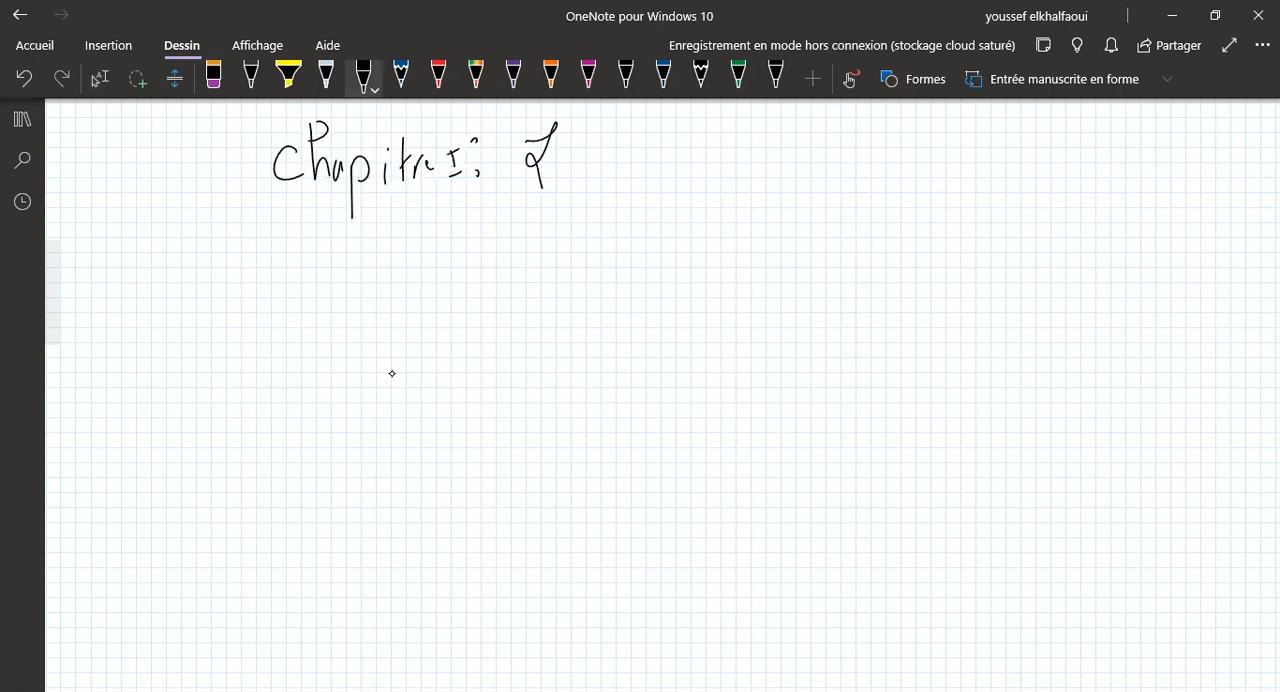 OneNote pour Windows 10
youssef elkhalfaoui
Accueil Insertion Dessin Affichage Aide
Enregistrement en mode hors connexion (stockage cloud saturé)
Partager
Formes
Entrée manuscrite en forme
Chapitre I :